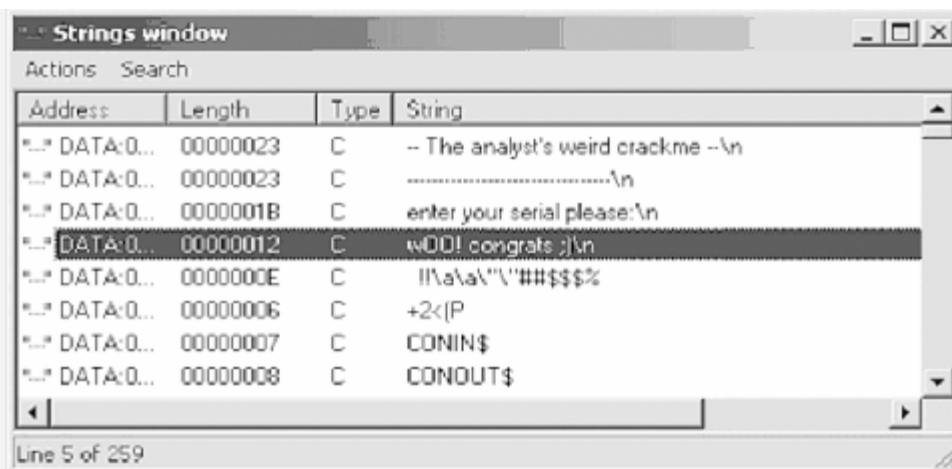 "..." Strings window
Actions Search
Address Length Type String
"..." DATA:0... 00000023 C -- The analyst's weird crackme --\n
"..." DATA:0... 00000023 C ---------------------------------\n
"..." DATA:0... 0000001B C enter your serial please:\n
"..." DATA:0... 00000012 C wOO! congrats ;)\n
"..." DATA:0... 0000000E C !!\a\a\"\"##$$$%
"..." DATA:0... 00000006 C +2<(P
"..." DATA:0... 00000007 C CONIN$
"..." DATA:0... 00000008 C CONOUT$
Line 5 of 259